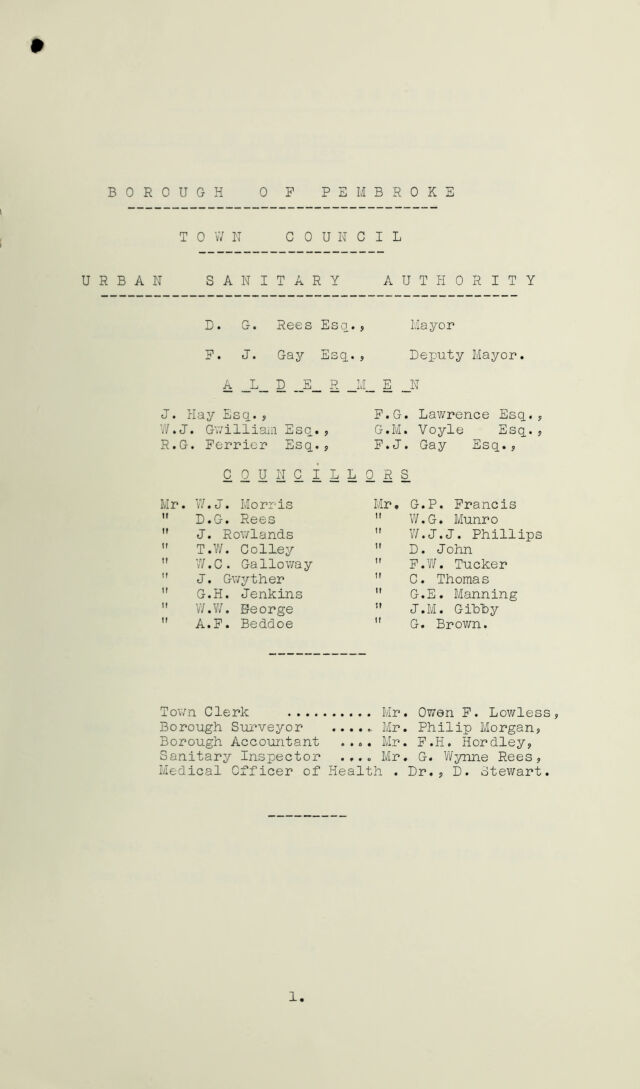 BOROUGH OF PEMBROKE
TOWN COUNCIL
URBAN SANITARY AUTHORITY
D. G. Rees Esq., Mayor
F. J. Gay Esq., Deputy Mayor.
ALDERMEN
J. Hay Esq., F.G. Lawrence Esq.,
W.J. Gwilliam Esq., G.M. Voyle Esq.,
R.G. Ferrier Esq., F.J. Gay Esq.,
COUNCILLORS
Mr. W.J. Morris Mr. G.P. Francis
" D.G. Rees " W.G. Munro
" J. Rowlands " W.J.J. Phillips
" T.W. Colley " D. John
" W.C. Galloway " F.W. Tucker
" J. Gwyther " C. Thomas
" G.H. Jenkins " G.E. Manning
" W.W. George " J.M. Gibby
" A.F. Beddoe " G. Brown.
Town Clerk .......... Mr. Owen F. Lowless,
Borough Surveyor ..... Mr. Philip Morgan,
Borough Accountant .... Mr. F.H. Hordley,
Sanitary Inspector .... Mr. G. Wynne Rees,
Medical Officer of Health . Dr., D. Stewart.
1.